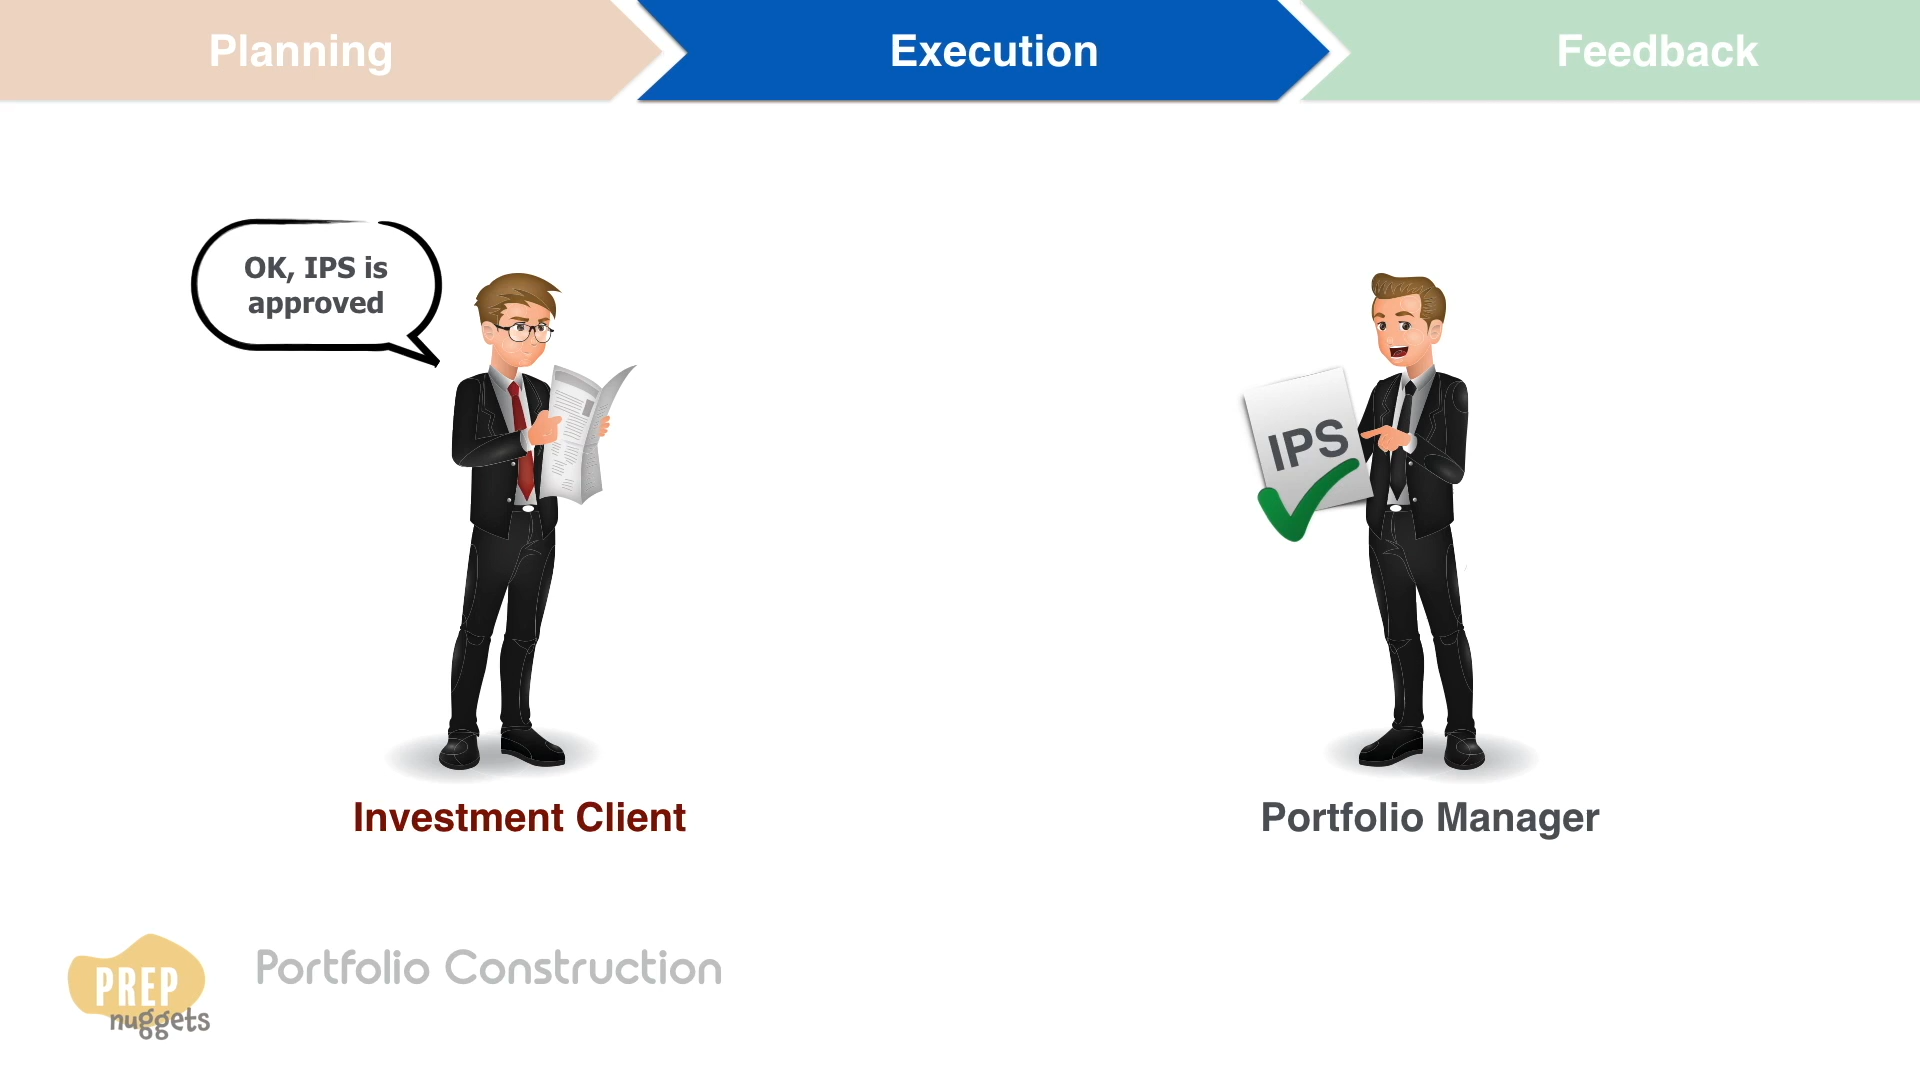 Planning
Execution
Feedback
OK, IPS is
approved
IPS
Investment Client
Portfolio Manager
PREP
nuggets
Portfolio Construction